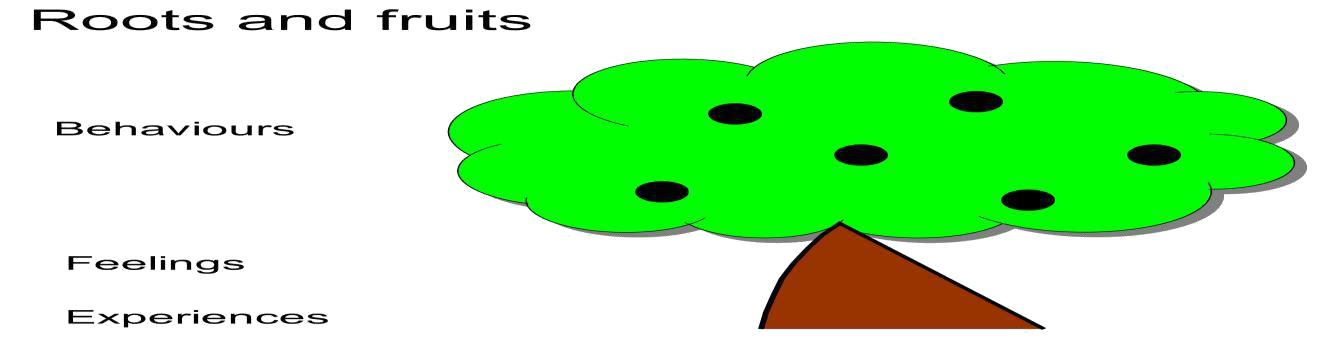 Roots and fruits
Behaviours
Feelings
Experiences